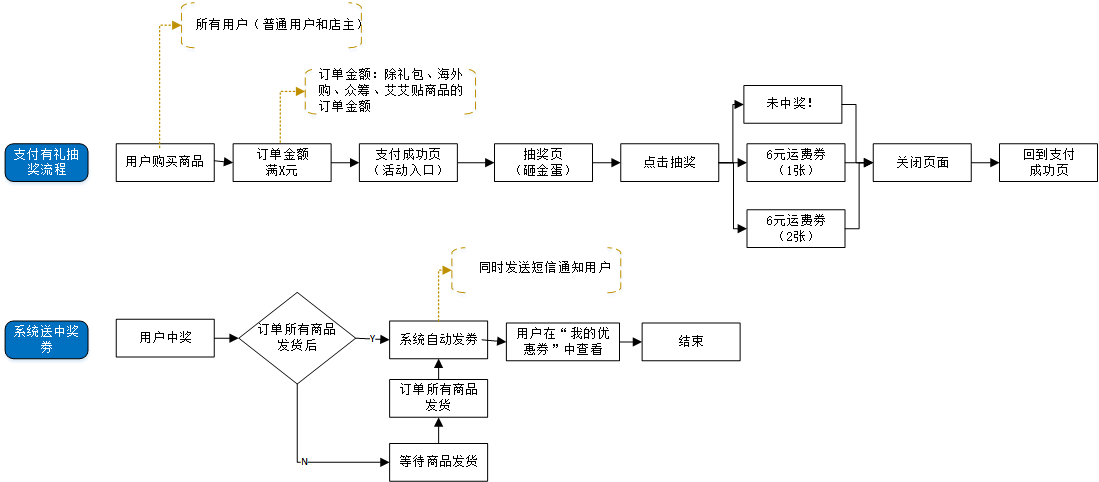 所有用户（普通用户和店主）
订单金额：除礼包、海外
购、众筹、艾艾贴商品的
订单金额
支付有礼抽
奖流程
用户购买商品
订单金额
满X元
支付成功页
（活动入口）
抽奖页
（砸金蛋）
点击抽奖
未中奖！
6元运费券
（1张）
6元运费券
（2张）
关闭页面
回到支付
成功页
同时发送短信通知用户
系统送中奖
券
用户中奖
订单所有商品
发货后
Y
系统自动发券
用户在“我的优
惠券”中查看
结束
订单所有商品
发货
N
等待商品发货